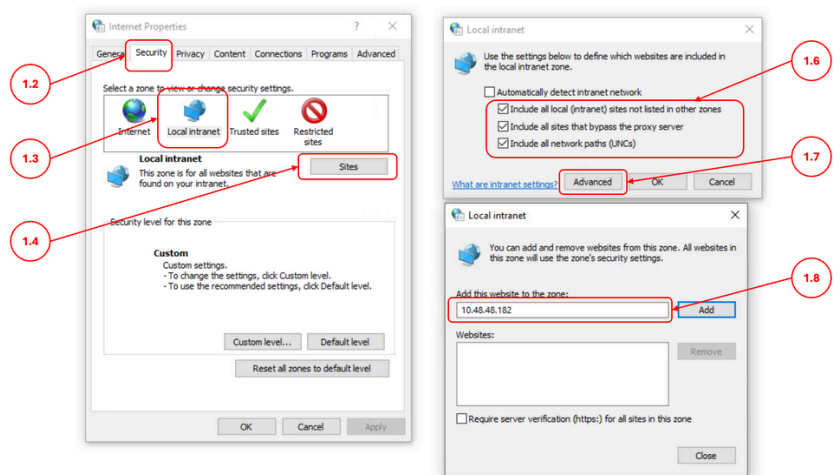 Internet Properties
General Security Privacy Content Connections Programs Advanced
1.2
Select a zone to view or change security settings.
Internet
Local intranet
Trusted sites
Restricted
sites
1.3
Local intranet
This zone is for all websites that are
found on your intranet.
Sites
1.4
Security level for this zone
Custom
Custom settings.
- To change the settings, click Custom level.
- To use the recommended settings, click Default level.
Custom level...
Default level
Reset all zones to default level
OK
Cancel
Apply
Local intranet
Use the settings below to define which websites are included in
the local intranet zone.
Automatically detect intranet network
1.6
Include all local (intranet) sites not listed in other zones
Include all sites that bypass the proxy server
Include all network paths (UNCs)
1.7
What are intranet settings?
Advanced
OK
Cancel
Local intranet
You can add and remove websites from this zone. All websites in
this zone will use the zone's security settings.
1.8
Add this website to the zone:
10.48.48.182
Add
Websites:
Remove
Require server verification (https:) for all sites in this zone
Close